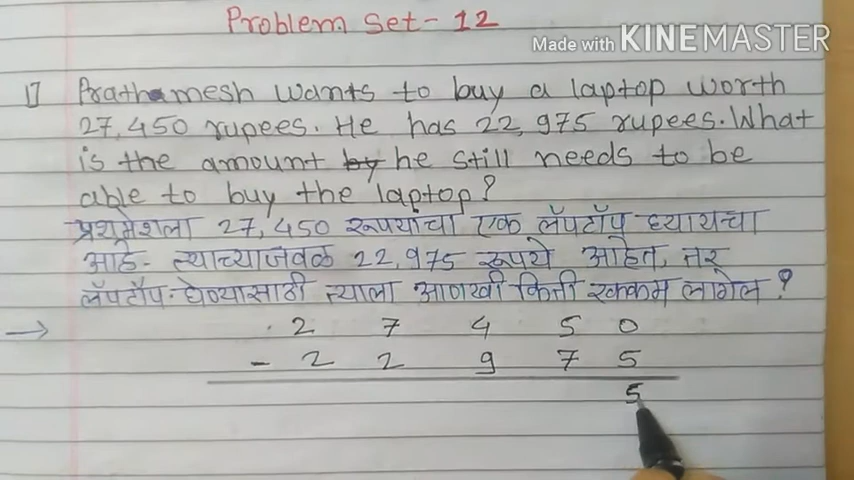 Problem Set - 12
Made with KINEMASTER
1] Prathamesh wants to buy a laptop worth
27,450 rupees. He has 22,975 rupees. What
is the amount by he still needs to be
able to buy the laptop?
प्रथमेशला 27,450 रूपयांचा एक लॅपटॉप घ्यायचा
आहे. त्याच्याजवळ 22,975 रूपये आहेत, तर
लॅपटॉप घेण्यासाठी त्याला आणखी किती रक्कम लागेल?
→ 2 7 4 5 0
- 2 2 9 7 5
5